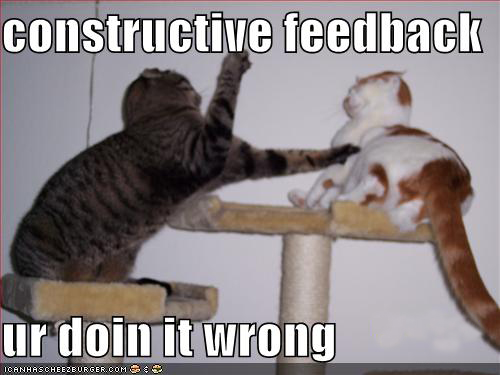 constructive feedback
ur doin it wrong
ICANHASCHEEZBURGER.COM